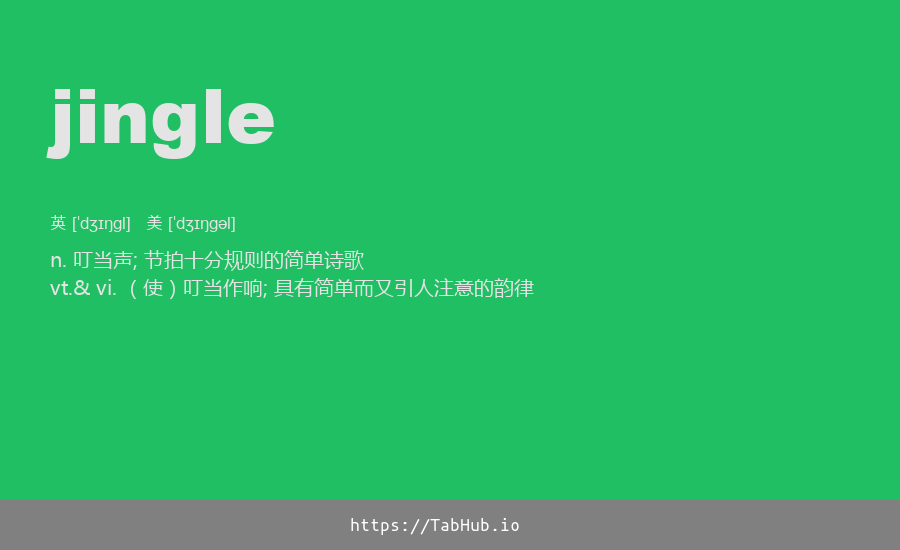 jingle
英 [ˈdʒɪŋgl] 美 [ˈdʒɪŋgəl]
n. 叮当声; 节拍十分规则的简单诗歌
vt.& vi. （使）叮当作响; 具有简单而又引人注意的韵律
https://TabHub.io